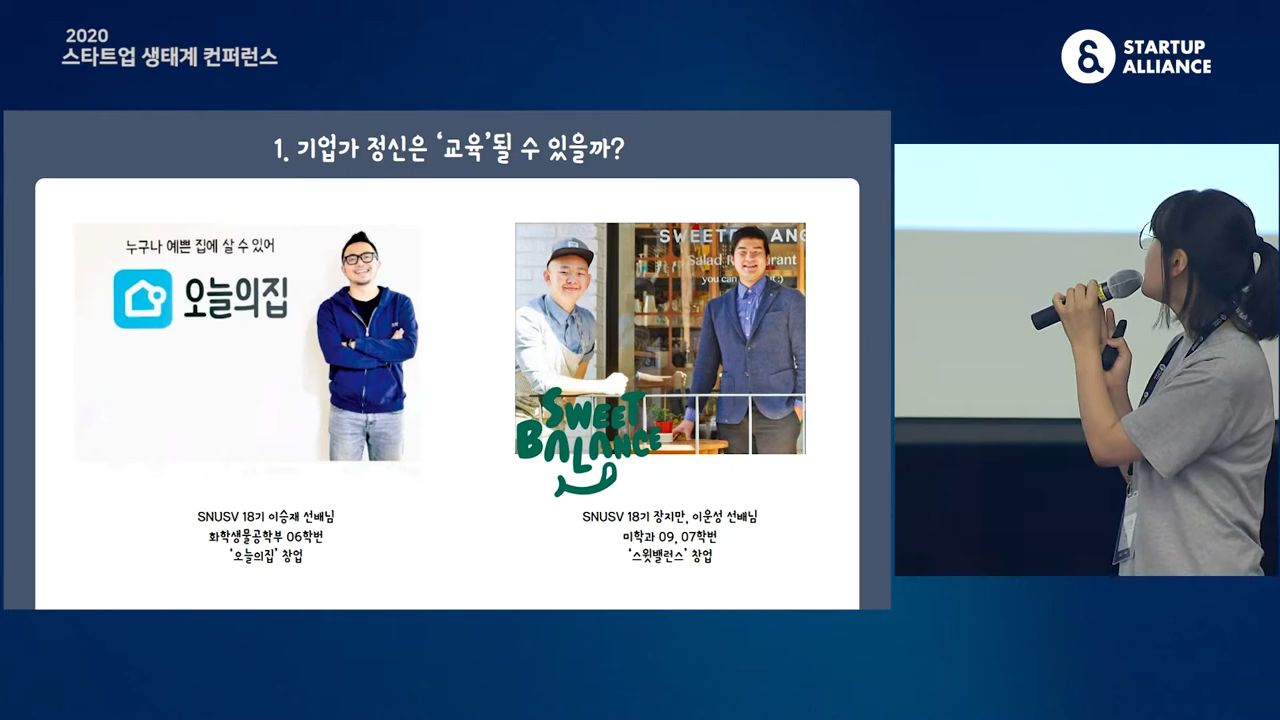 2020
스타트업 생태계 컨퍼런스
STARTUP
ALLIANCE
1. 기업가 정신은 ‘교육’될 수 있을까?
누구나 예쁜 집에 살 수 있어
오늘의집
Salad R
urant
you can
SWEET
BALANCE
SNUSV 18기 이승재 선배님
화학생물공학부 06학번
‘오늘의집’ 창업
SNUSV 18기 장지만, 이운성 선배님
미학과 09, 07학번
‘스윗밸런스’ 창업